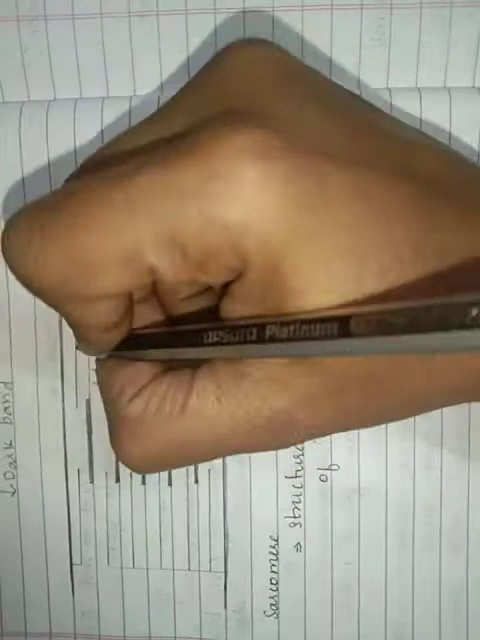 ↓ Dark band
Sarcomere
⇒ structure
of
apsara Platinum